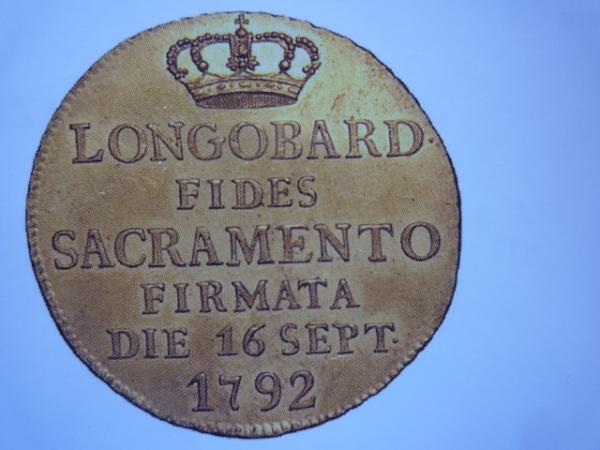 LONGOBARD.
FIDES
SACRAMENTO
FIRMATA
DIE 16 SEPT.
1792